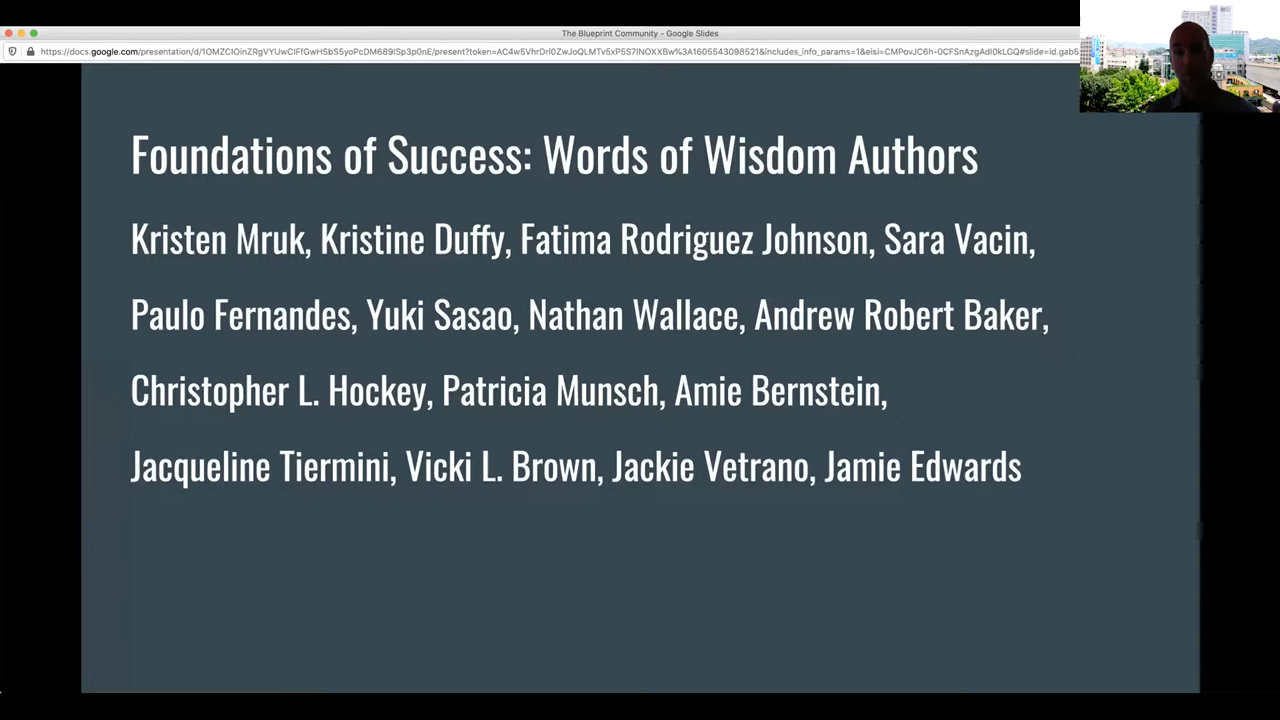 The Blueprint Community - Google Slides
Foundations of Success: Words of Wisdom Authors
Kristen Mruk, Kristine Duffy, Fatima Rodriguez Johnson, Sara Vacin,
Paulo Fernandes, Yuki Sasao, Nathan Wallace, Andrew Robert Baker,
Christopher L. Hockey, Patricia Munsch, Amie Bernstein,
Jacqueline Tiermini, Vicki L. Brown, Jackie Vetrano, Jamie Edwards